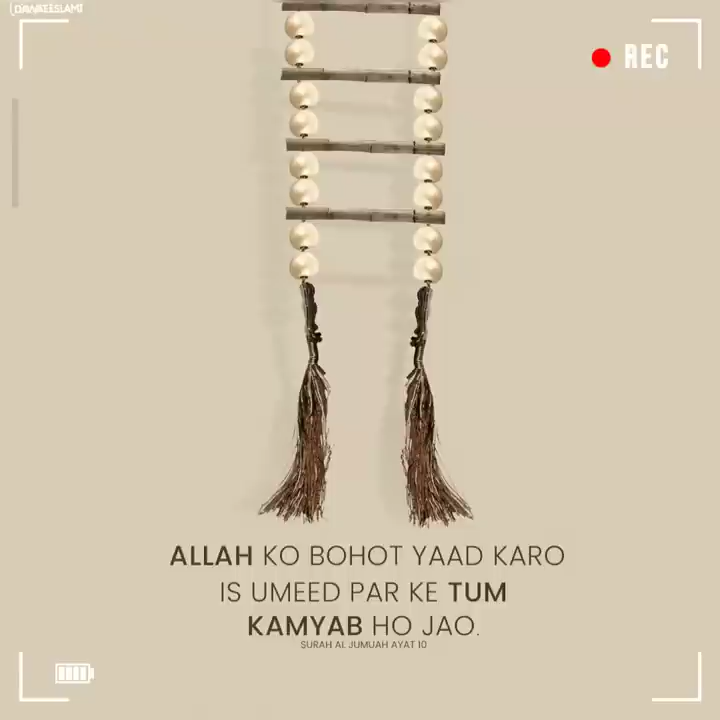 DAWATEESLAMI
REC
ALLAH KO BOHOT YAAD KARO
IS UMEED PAR KE TUM
KAMYAB HO JAO.
SURAH AL JUMUAH AYAT 10